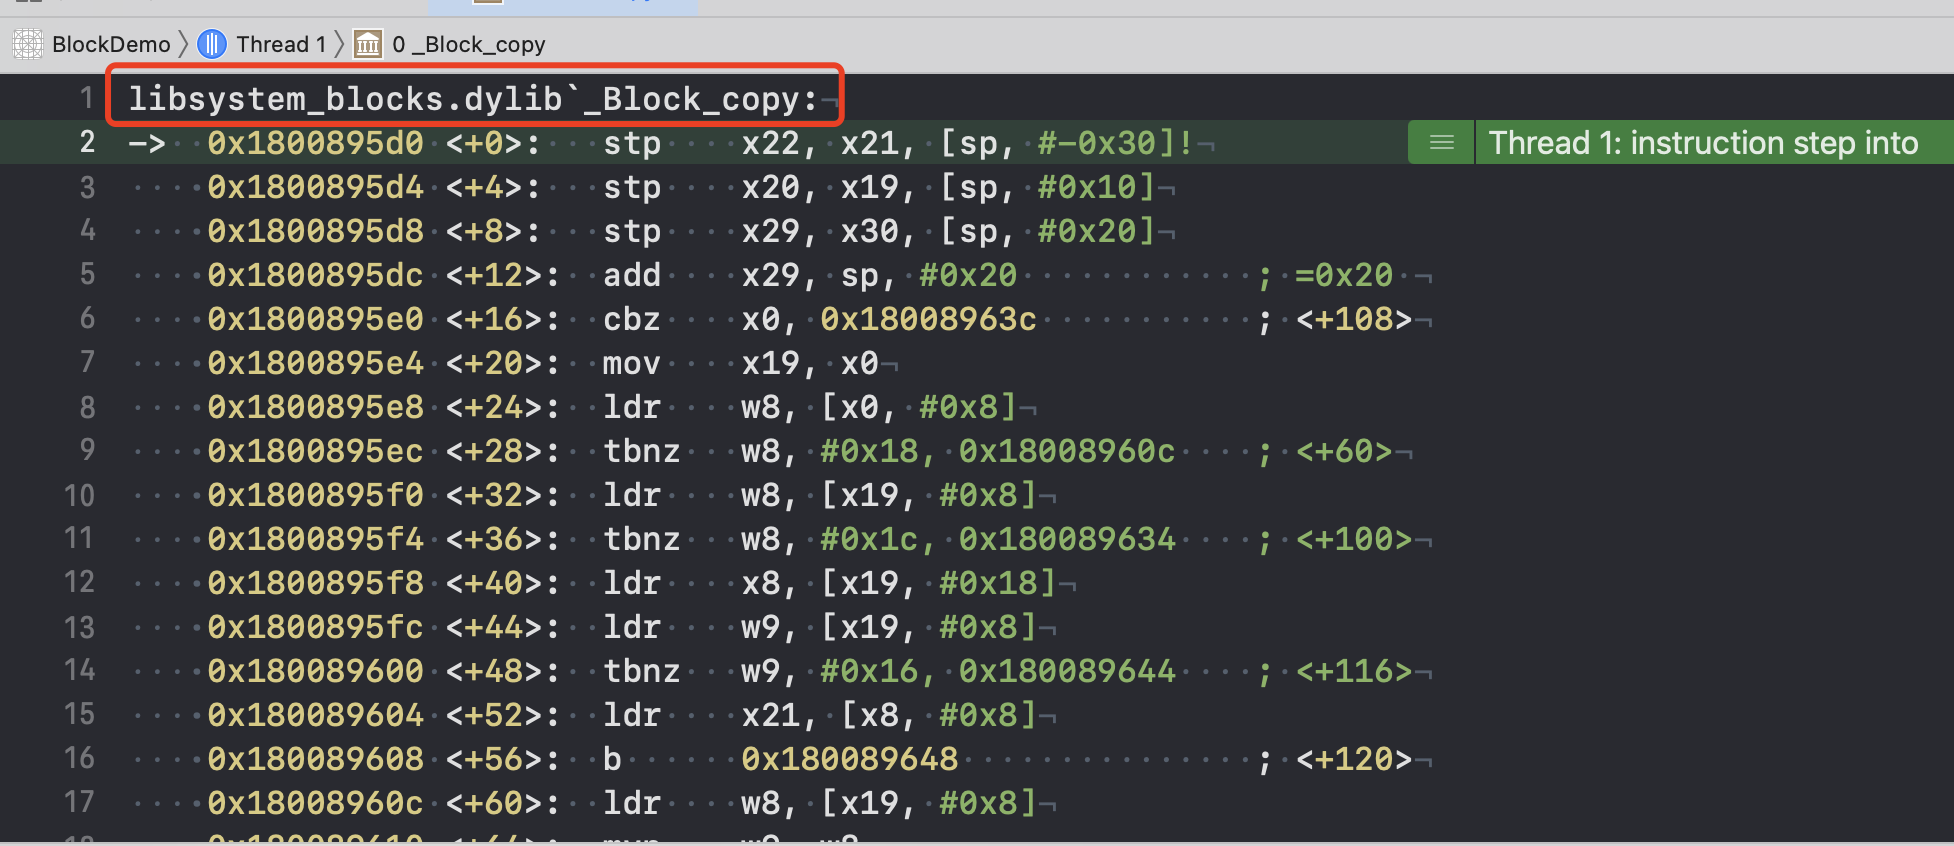 BlockDemo Thread 1 0 _Block_copy
1 libsystem_blocks.dylib`_Block_copy:
2 -> 0x1800895d0 <+0>: stp x22, x21, [sp, #-0x30]! Thread 1: instruction step into
3 0x1800895d4 <+4>: stp x20, x19, [sp, #0x10]
4 0x1800895d8 <+8>: stp x29, x30, [sp, #0x20]
5 0x1800895dc <+12>: add x29, sp, #0x20 ; =0x20
6 0x1800895e0 <+16>: cbz x0, 0x18008963c ; <+108>
7 0x1800895e4 <+20>: mov x19, x0
8 0x1800895e8 <+24>: ldr w8, [x0, #0x8]
9 0x1800895ec <+28>: tbnz w8, #0x18, 0x18008960c ; <+60>
10 0x1800895f0 <+32>: ldr w8, [x19, #0x8]
11 0x1800895f4 <+36>: tbnz w8, #0x1c, 0x180089634 ; <+100>
12 0x1800895f8 <+40>: ldr x8, [x19, #0x18]
13 0x1800895fc <+44>: ldr w9, [x19, #0x8]
14 0x180089600 <+48>: tbnz w9, #0x16, 0x180089644 ; <+116>
15 0x180089604 <+52>: ldr x21, [x8, #0x8]
16 0x180089608 <+56>: b 0x180089648 ; <+120>
17 0x18008960c <+60>: ldr w8, [x19, #0x8]